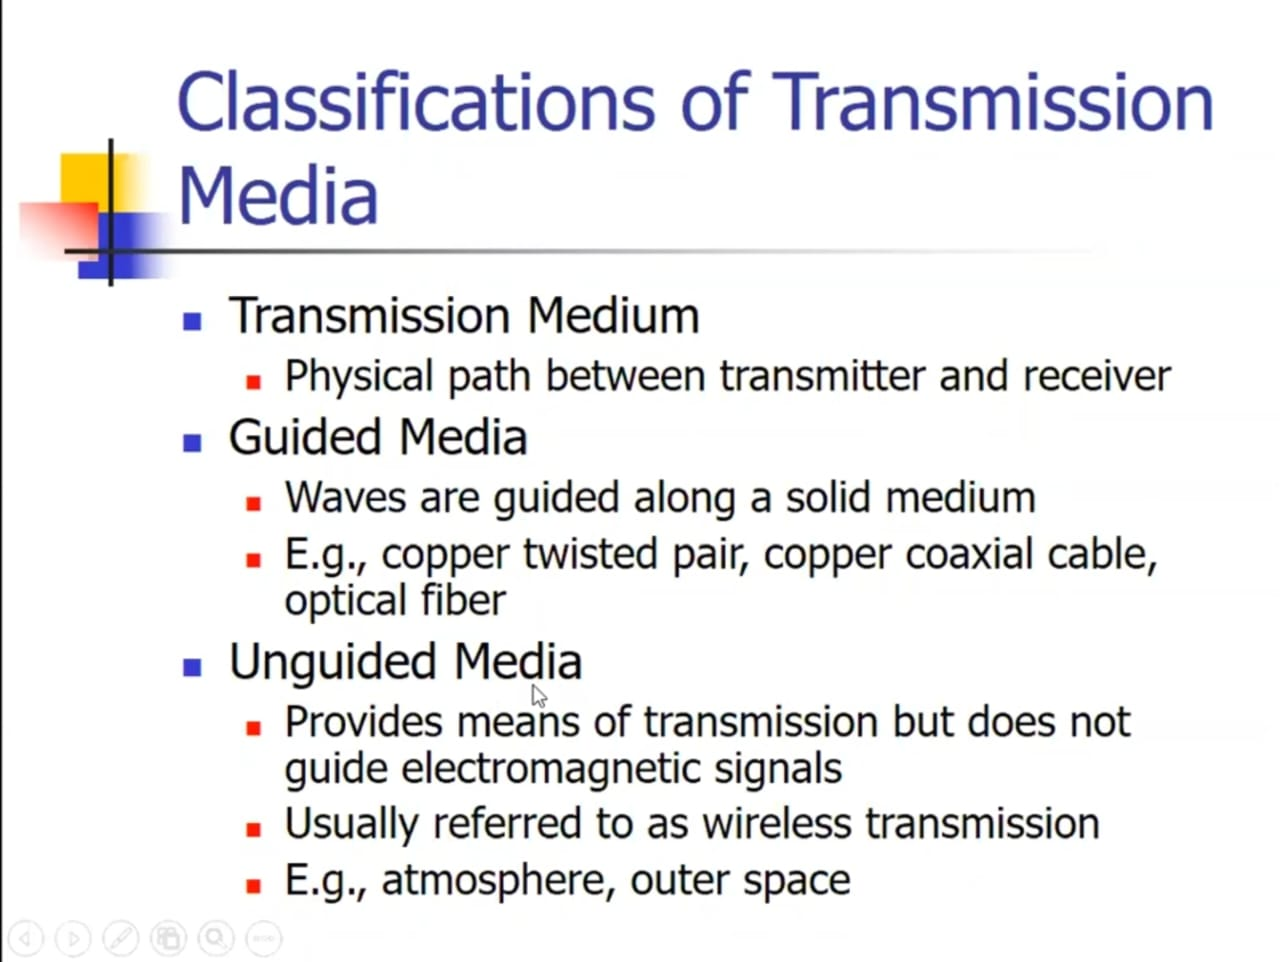 Classifications of Transmission
Media
Transmission Medium
Physical path between transmitter and receiver
Guided Media
Waves are guided along a solid medium
E.g., copper twisted pair, copper coaxial cable,
optical fiber
Unguided Media
Provides means of transmission but does not
guide electromagnetic signals
Usually referred to as wireless transmission
E.g., atmosphere, outer space